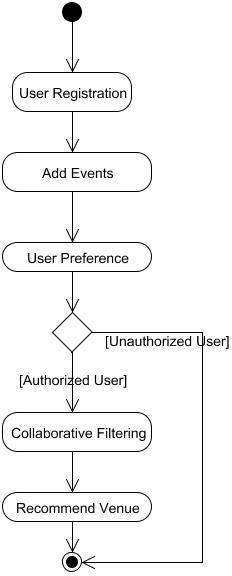 User Registration
Add Events
User Preference
[Unauthorized User]
[Authorized User]
Collaborative Filtering
Recommend Venue